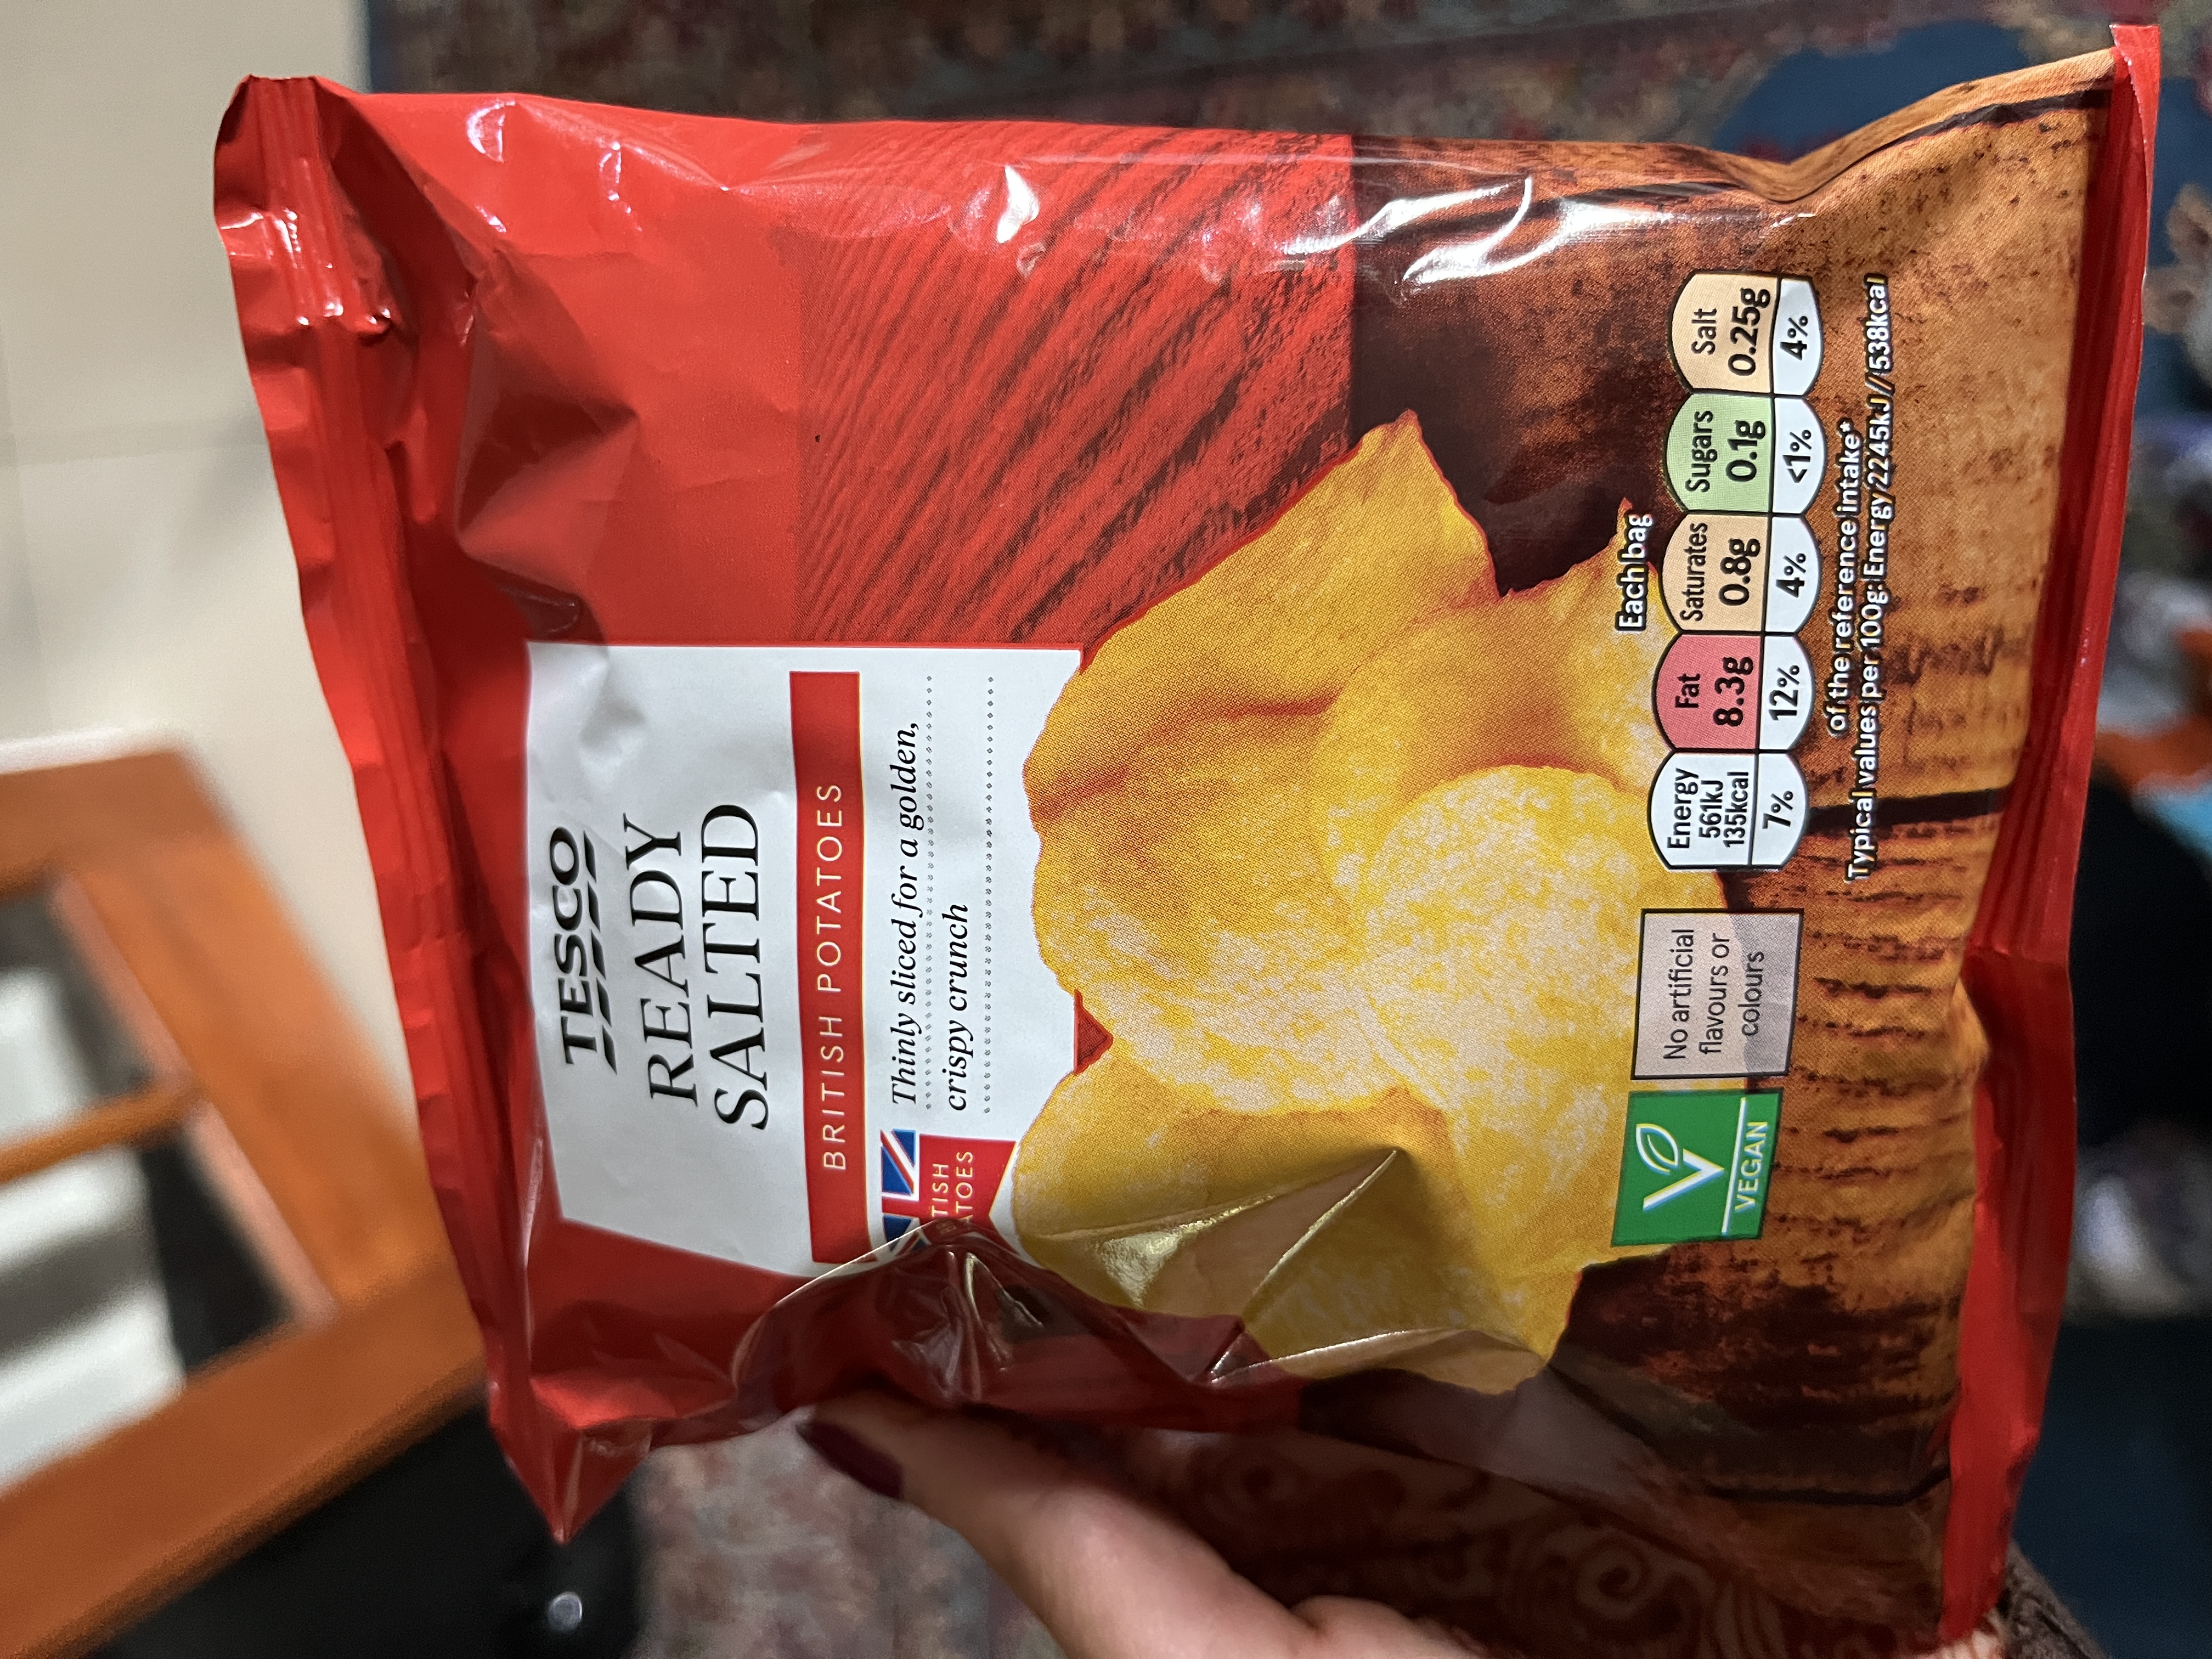 TESCO
READY
SALTED
BRITISH POTATOES
TISH
ATOES
Thinly sliced for a golden,
crispy crunch
V
VEGAN
No artificial
flavours or
colours
Each bag
Energy
561kJ
135kcal
7%
Fat
8.3g
12%
Saturates
0.8g
4%
Sugars
0.1g
<1%
Salt
0.25g
4%
of the reference intake*
Typical values per 100g: Energy 2245kJ / 538kcal